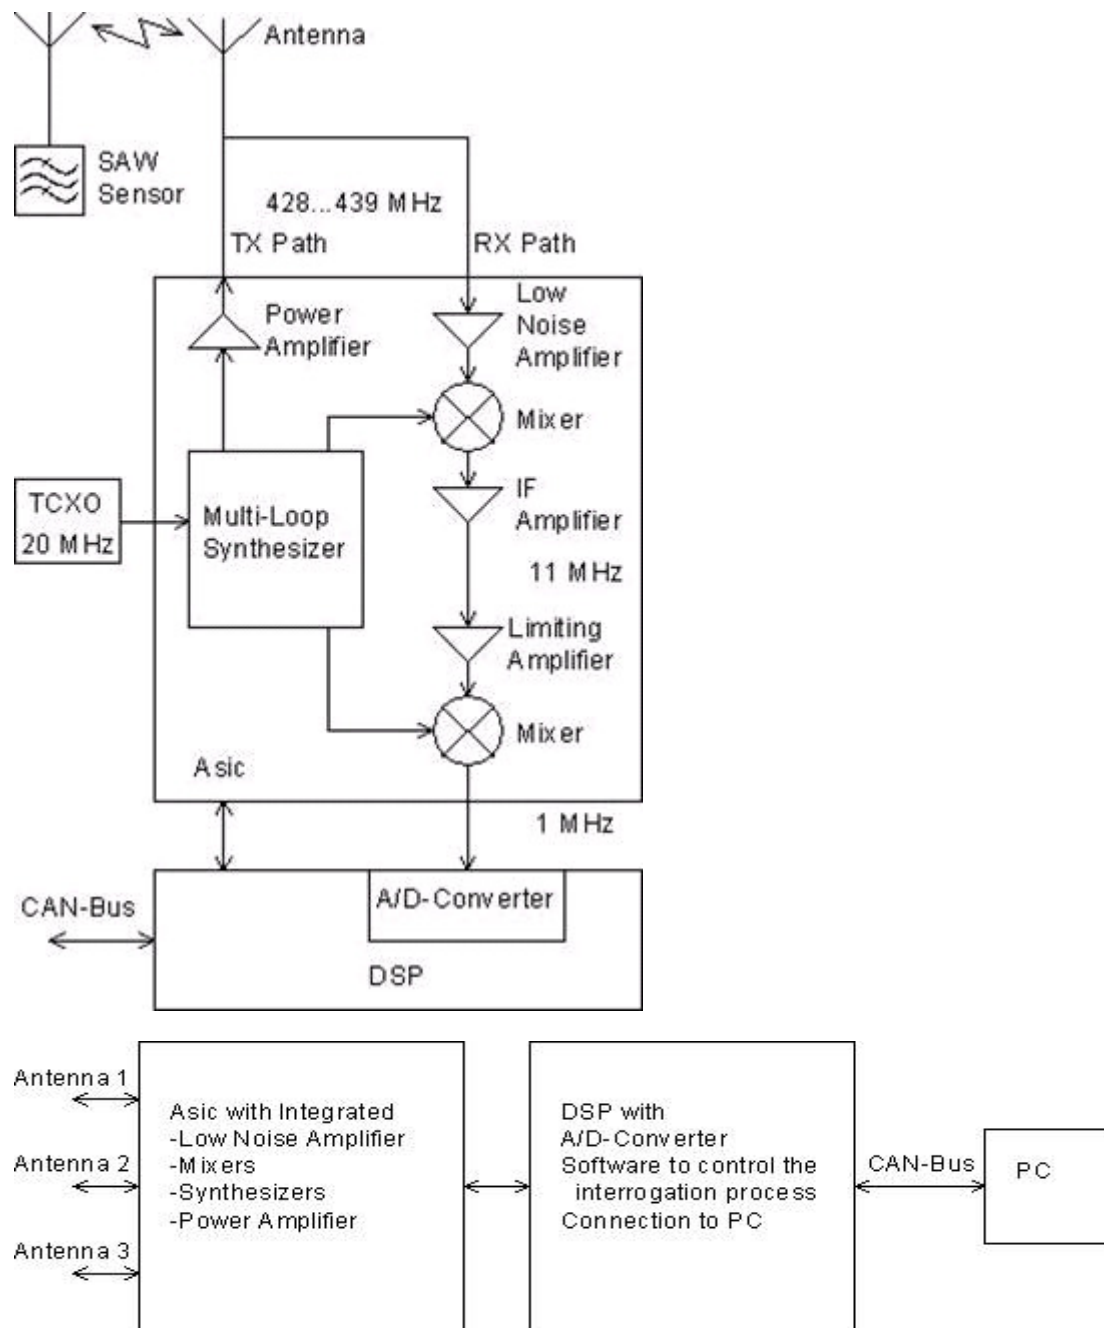 Antenna
SAW
Sensor
428...439 MHz
TX Path
RX Path
Low
Noise
Amplifier
Power
Amplifier
Mixer
TCXO
20 MHz
Multi-Loop
Synthesizer
IF
Amplifier
11 MHz
Limiting
Amplifier
Mixer
Asic
1 MHz
A/D-Converter
CAN-Bus
DSP
Antenna 1
Antenna 2
Antenna 3
Asic with Integrated
-Low Noise Amplifier
-Mixers
-Synthesizers
-Power Amplifier
DSP with
A/D-Converter
Software to control the
interrogation process
Connection to PC
CAN-Bus
PC